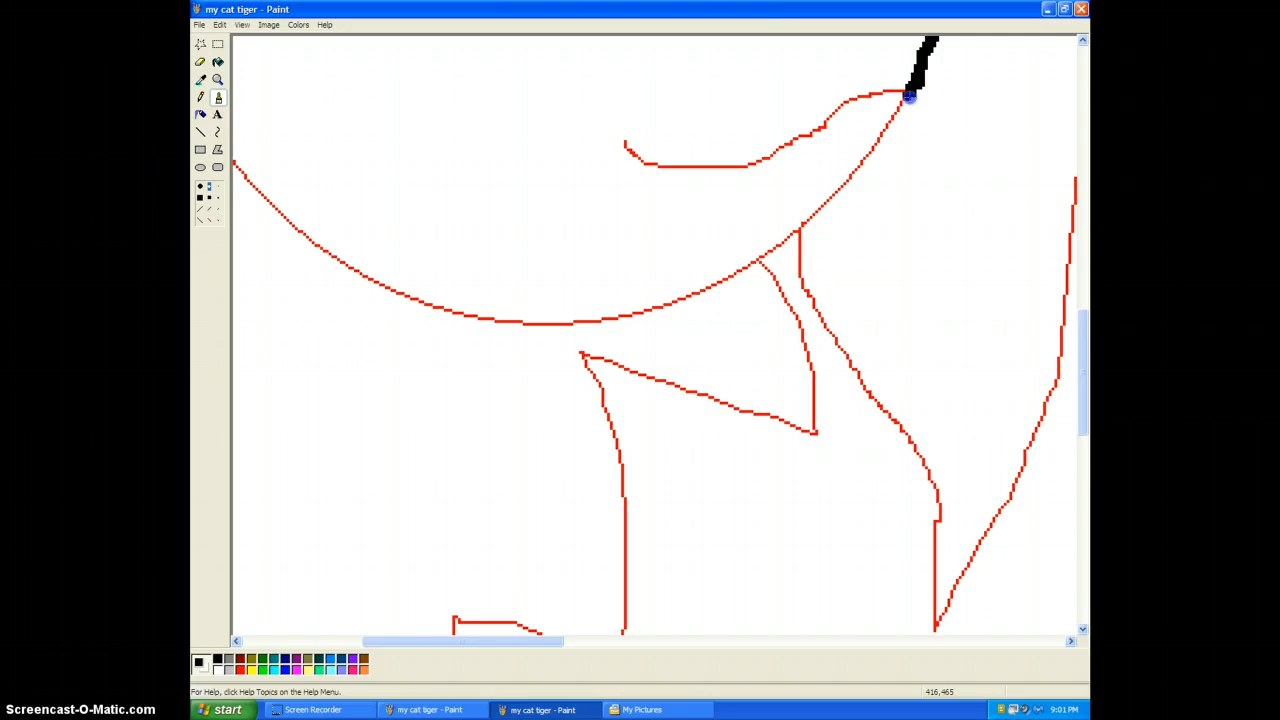 my cat tiger - Paint
File Edit View Image Colors Help
A
For Help, click Help Topics on the Help Menu.
416,465
start
Screen Recorder
my cat tiger - Paint
my cat tiger - Paint
My Pictures
9:01 PM
Screencast-O-Matic.com